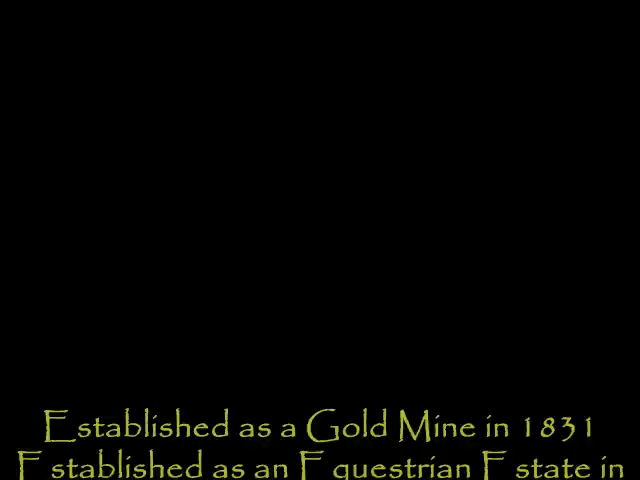 Established as a Gold Mine in 1831
Established as an Equestrian Estate in